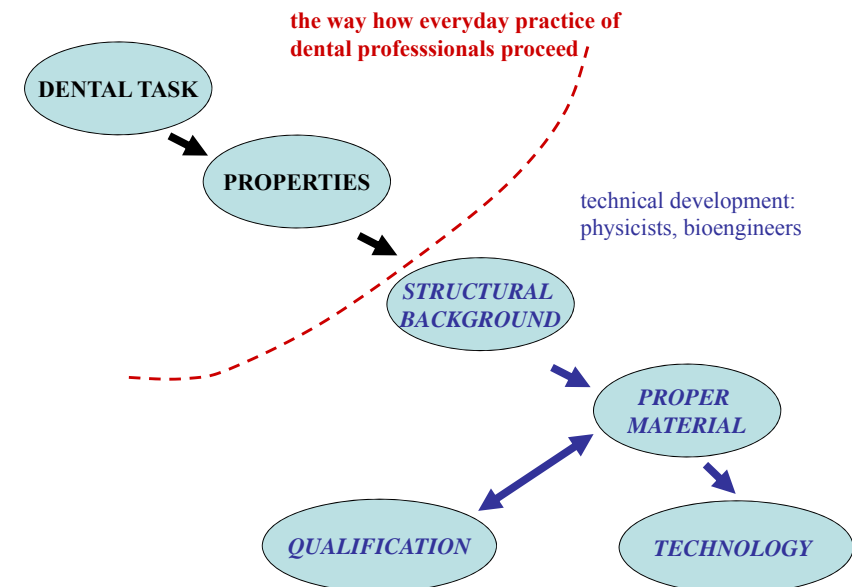 the way how everyday practice of
dental professsionals proceed
DENTAL TASK
PROPERTIES
technical development:
physicists, bioengineers
STRUCTURAL
BACKGROUND
PROPER
MATERIAL
QUALIFICATION
TECHNOLOGY